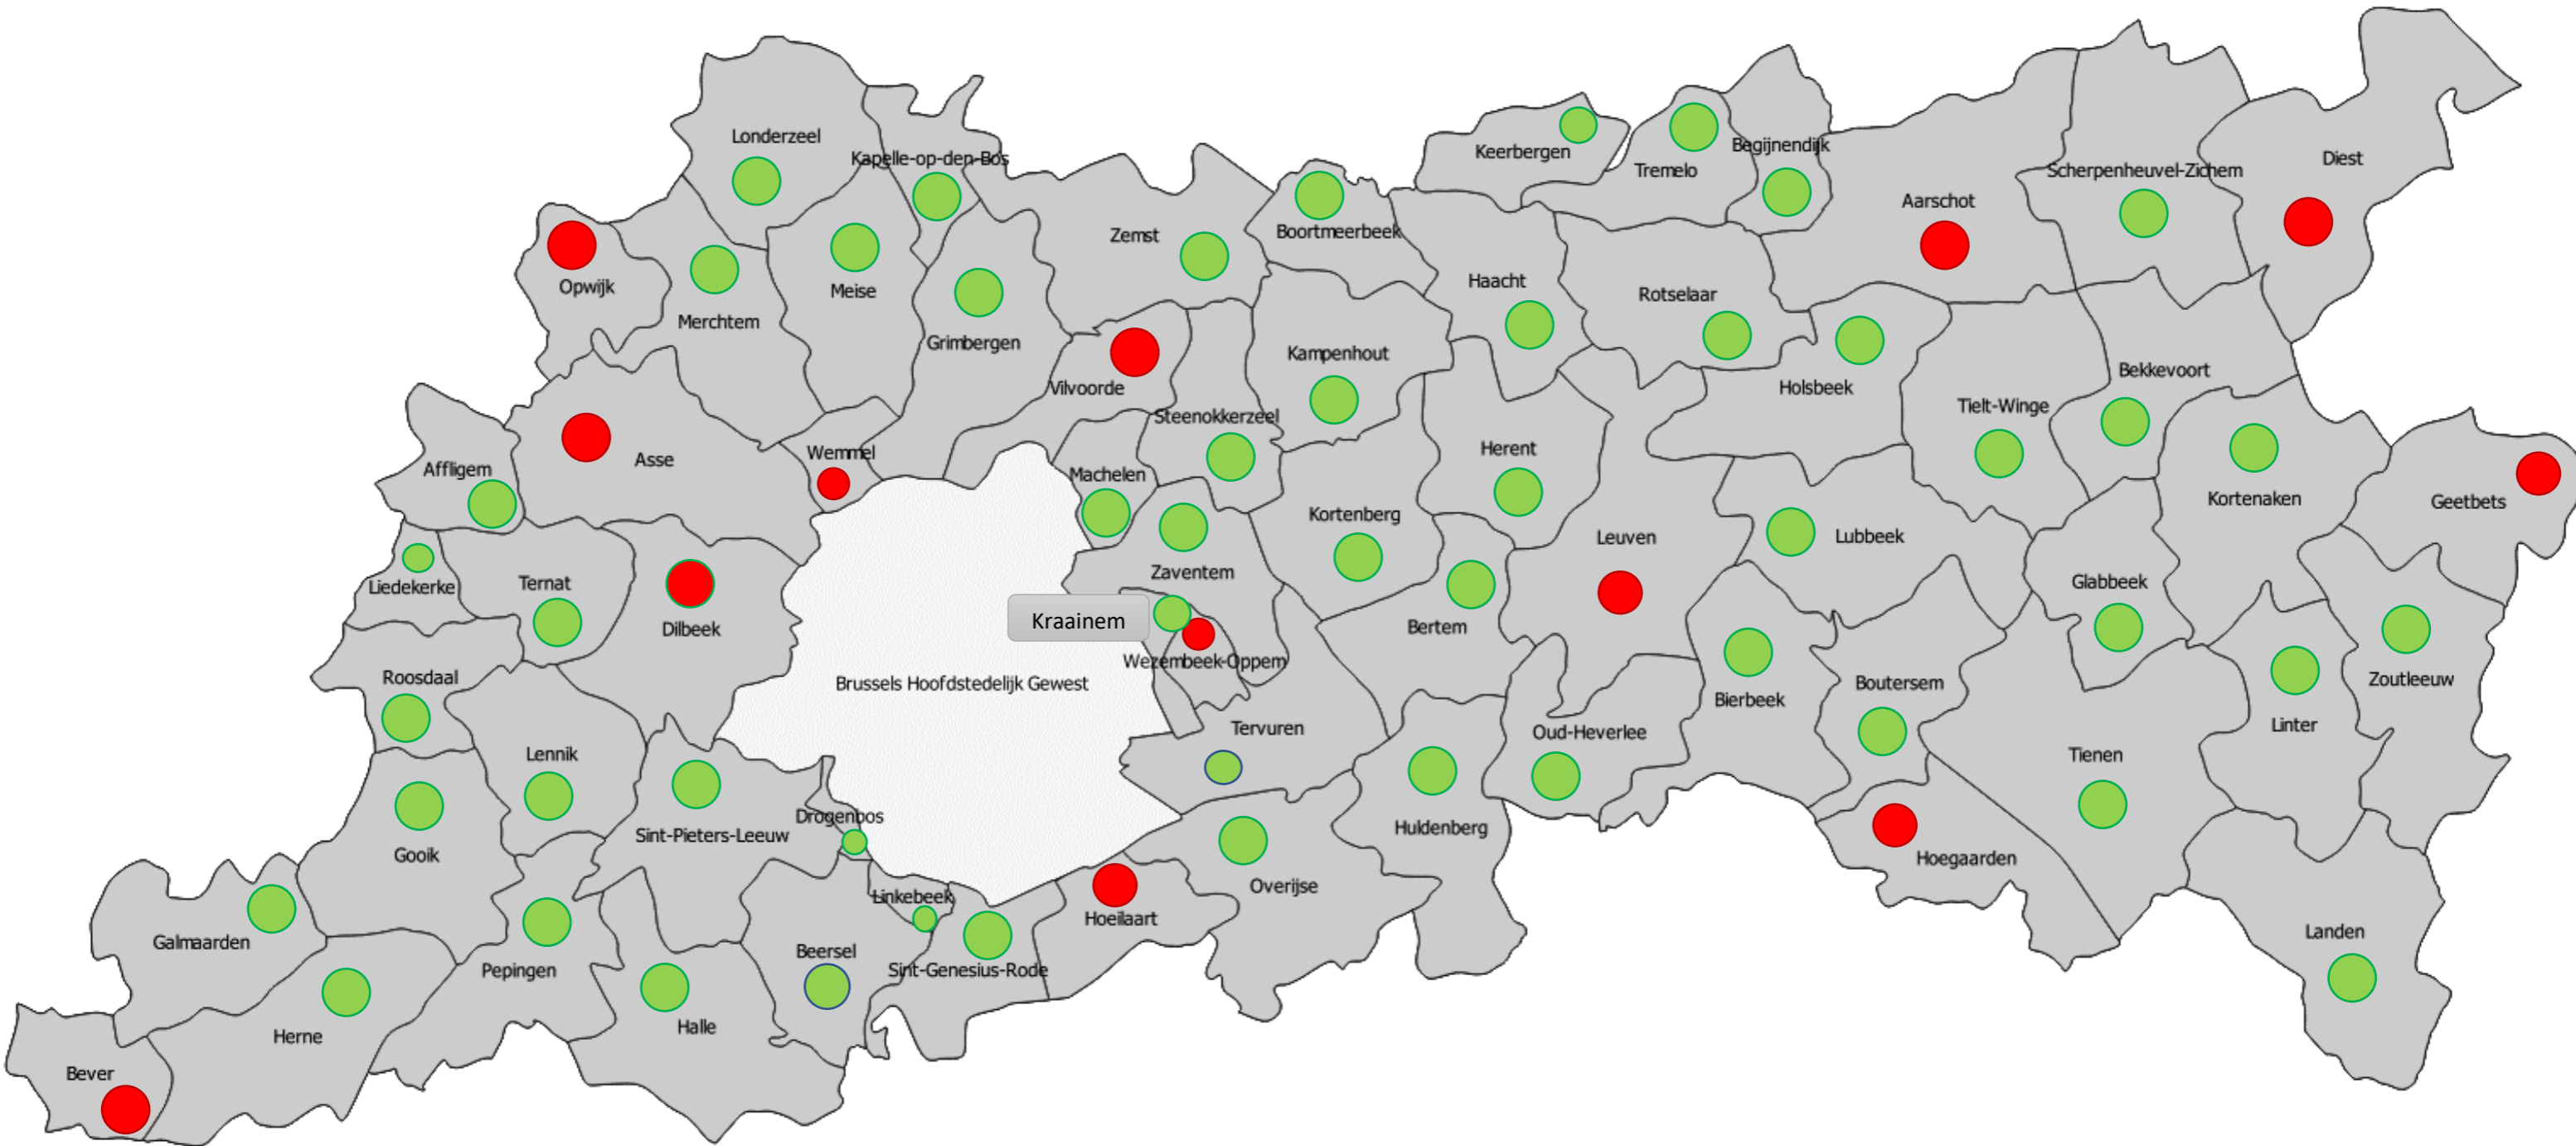 Londerzeel
Kapelle-op-den-Bos
Keerbergen
Tremelo
Begijnendijk
Scherpenheuvel-Zichem
Diest
Aarschot
Zemst
Boortmeerbeek
Opwijk
Merchtem
Meise
Grimbergen
Haacht
Rotselaar
Kampenhout
Vilvoorde
Holsbeek
Bekkevoort
Tielt-Winge
Steenokkerzeel
Affligem
Asse
Wemmel
Machelen
Herent
Kortenaken
Geetbets
Kortenberg
Leuven
Lubbeek
Liedekerke
Ternat
Dilbeek
Zaventem
Glabbeek
Kraainem
Bertem
Wezembeek-Oppem
Roosdaal
Brussels Hoofdstedelijk Gewest
Bierbeek
Boutersem
Zoutleeuw
Lennik
Tervuren
Oud-Heverlee
Linter
Tienen
Drogenbos
Sint-Pieters-Leeuw
Huldenberg
Gooik
Hoegaarden
Overijse
Linkebeek
Hoeilaart
Galmaarden
Pepingen
Beersel
Sint-Genesius-Rode
Landen
Herne
Halle
Bever